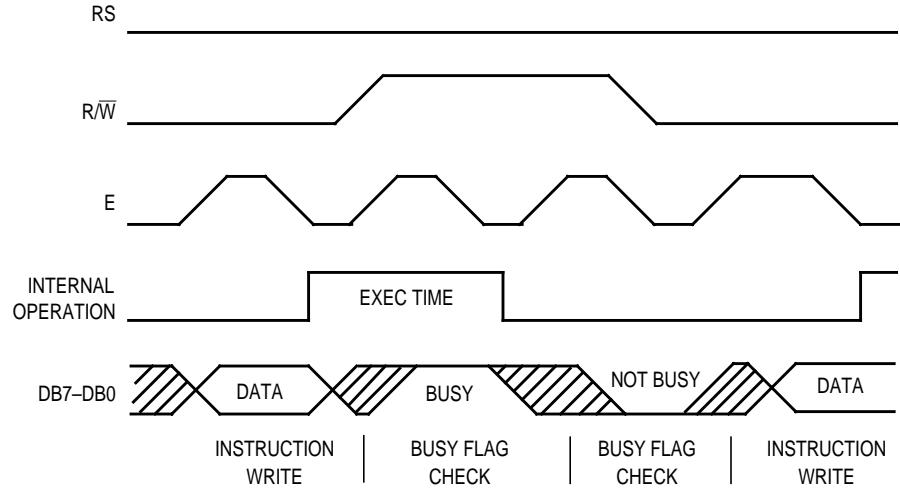 RS
R/W̅
E
INTERNAL
OPERATION
EXEC TIME
DB7–DB0
DATA
BUSY
NOT BUSY
DATA
INSTRUCTION
WRITE
BUSY FLAG
CHECK
BUSY FLAG
CHECK
INSTRUCTION
WRITE